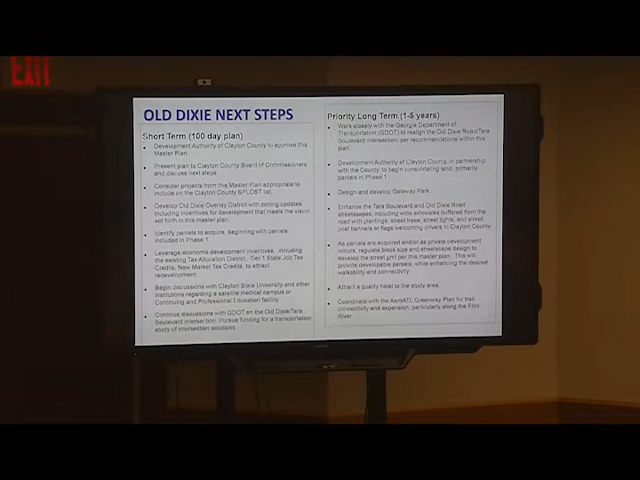 EXIT
OLD DIXIE NEXT STEPS
Short Term (100 day plan)
Development Authority of Clayton County to approve this
Master Plan
Present plan to Clayton County Board of Commissioners
and discuss next steps
Consider projects from this Master Plan appropriate to
include on the Clayton County SPLOST list
Develop Old Dixie Overlay District with zoning updates,
including incentives for development that meets the vision
set forth in this master plan
Identify parcels to acquire, beginning with parcels
included in Phase 1
Leverage economic development incentives, including
the existing Tax Allocation District, Tier 1 State Job Tax
Credits, New Market Tax Credits, to attract
redevelopment
Begin discussions with Clayton State University and other
institutions regarding a satellite medical campus or
Continuing and Professional Education facility
Continue discussions with GDOT on the Old Dixie/Tara
Boulevard intersection; Pursue funding for a transportation
study of intersection solutions
Priority Long Term (1-5 years)
Work closely with the Georgia Department of
Transportation (GDOT) to realign the Old Dixie Road/Tara
Boulevard intersection, per recommendations within this
plan
Development Authority of Clayton County, in partnership
with the County, to begin consolidating land, primarily
parcels in Phase 1
Design and develop Gateway Park
Enhance the Tara Boulevard and Old Dixie Road
streetscapes, including wide sidewalks buffered from the
road with plantings, street trees, street lights, and street
post banners or flags welcoming drivers to Clayton County
As parcels are acquired and/or as private development
occurs, regulate block size and streetscape design to
develop the street grid per this master plan. This will
provide developable parcels, while enhancing the desired
walkability and connectivity
Attract a quality hotel to the study area
Coordinate with the AeroATL Greenway Plan for trail
connectivity and expansion, particularly along the Flint
River